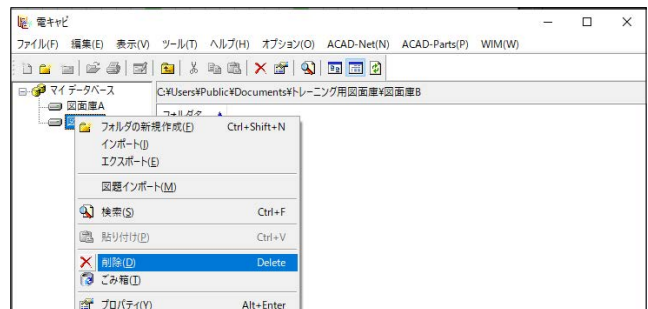 電キャビ
ファイル(F) 編集(E) 表示(V) ツール(T) ヘルプ(H) オプション(O) ACAD-Net(N) ACAD-Parts(P) WIM(W)
マイ データベース
C:¥Users¥Public¥Documents¥トレーニング用図面庫¥図面庫B
図面庫A
フォルダの新規作成(F) Ctrl+Shift+N
インポート(I)
エクスポート(E)
図題インポート(M)
検索(S) Ctrl+F
貼り付け(P) Ctrl+V
削除(D) Delete
ごみ箱(T)
プロパティ(Y) Alt+Enter